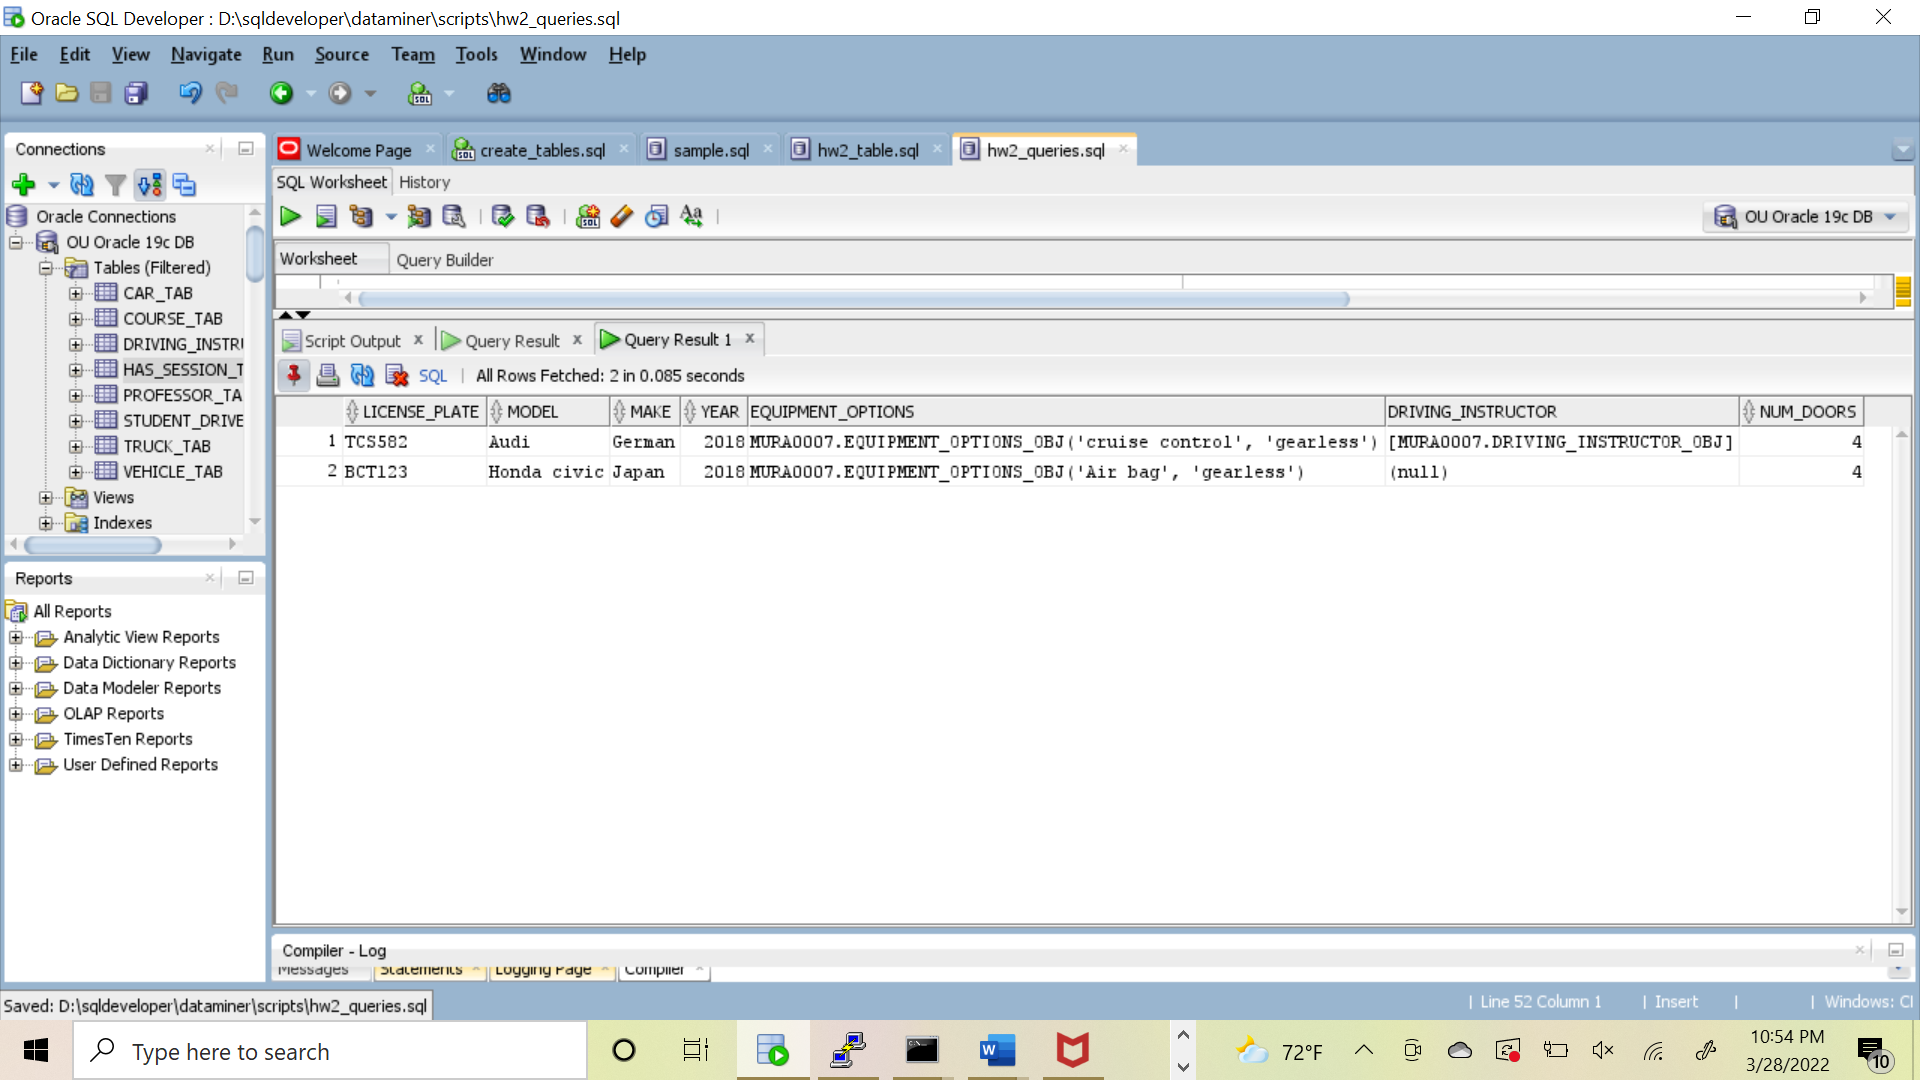 Oracle SQL Developer : D:\sqldeveloper\dataminer\scripts\hw2_queries.sql
File Edit View Navigate Run Source Team Tools Window Help
Connections
Welcome Page create_tables.sql sample.sql hw2_table.sql hw2_queries.sql
SQL Worksheet History
OU Oracle 19c DB
Worksheet Query Builder
Oracle Connections
OU Oracle 19c DB
Tables (Filtered)
CAR_TAB
COURSE_TAB
DRIVING_INSTRU
HAS_SESSION_T
PROFESSOR_TA
STUDENT_DRIVE
TRUCK_TAB
VEHICLE_TAB
Views
Indexes
Script Output Query Result Query Result 1
SQL All Rows Fetched: 2 in 0.085 seconds
LICENSE_PLATE MODEL MAKE YEAR EQUIPMENT_OPTIONS DRIVING_INSTRUCTOR NUM_DOORS
1 TCS582 Audi German 2018 MURA0007.EQUIPMENT_OPTIONS_OBJ('cruise control', 'gearless') [MURA0007.DRIVING_INSTRUCTOR_OBJ] 4
2 BCT123 Honda civic Japan 2018 MURA0007.EQUIPMENT_OPTIONS_OBJ('Air bag', 'gearless') (null) 4
Reports
All Reports
Analytic View Reports
Data Dictionary Reports
Data Modeler Reports
OLAP Reports
TimesTen Reports
User Defined Reports
Compiler - Log
Messages Statements Logging Page Compiler
Saved: D:\sqldeveloper\dataminer\scripts\hw2_queries.sql
Line 52 Column 1 Insert Windows: Cl
Type here to search
72°F
10:54 PM
3/28/2022
10